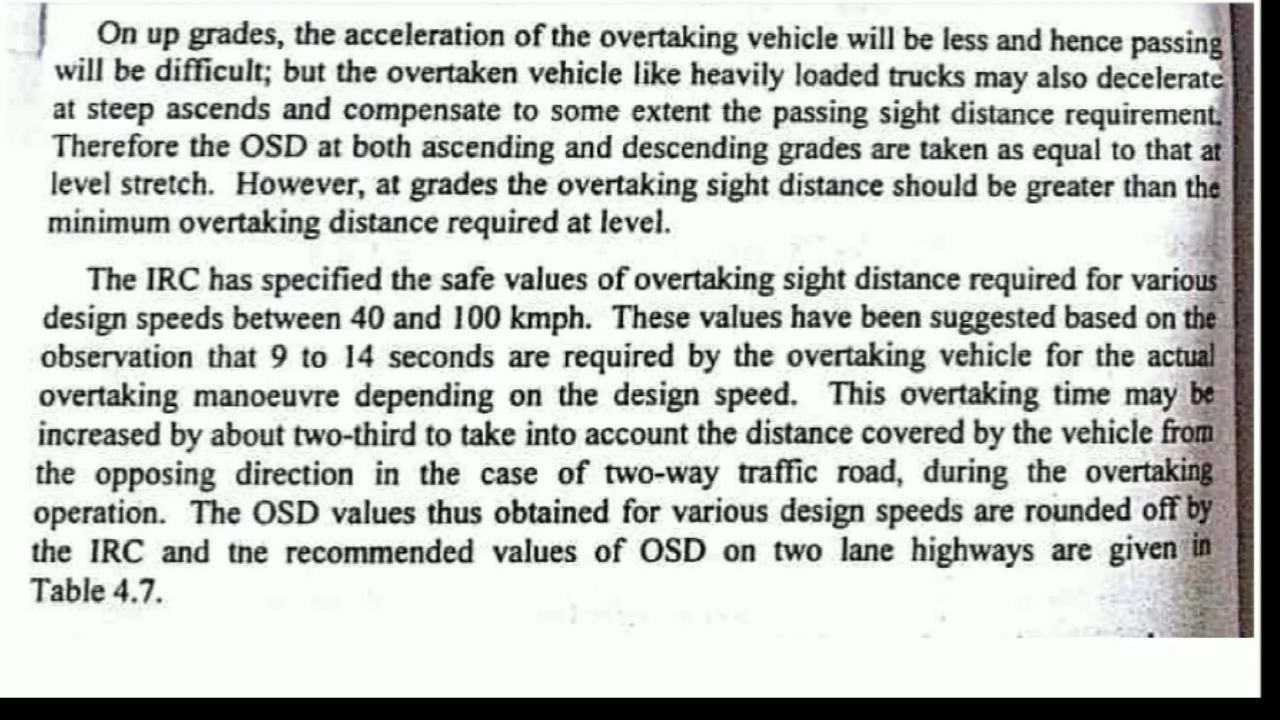 On up grades, the acceleration of the overtaking vehicle will be less and hence passing
will be difficult; but the overtaken vehicle like heavily loaded trucks may also decelerate
at steep ascends and compensate to some extent the passing sight distance requirement.
Therefore the OSD at both ascending and descending grades are taken as equal to that at
level stretch. However, at grades the overtaking sight distance should be greater than the
minimum overtaking distance required at level.
The IRC has specified the safe values of overtaking sight distance required for various
design speeds between 40 and 100 kmph. These values have been suggested based on the
observation that 9 to 14 seconds are required by the overtaking vehicle for the actual
overtaking manoeuvre depending on the design speed. This overtaking time may be
increased by about two-third to take into account the distance covered by the vehicle from
the opposing direction in the case of two-way traffic road, during the overtaking
operation. The OSD values thus obtained for various design speeds are rounded off by
the IRC and tne recommended values of OSD on two lane highways are given in
Table 4.7.